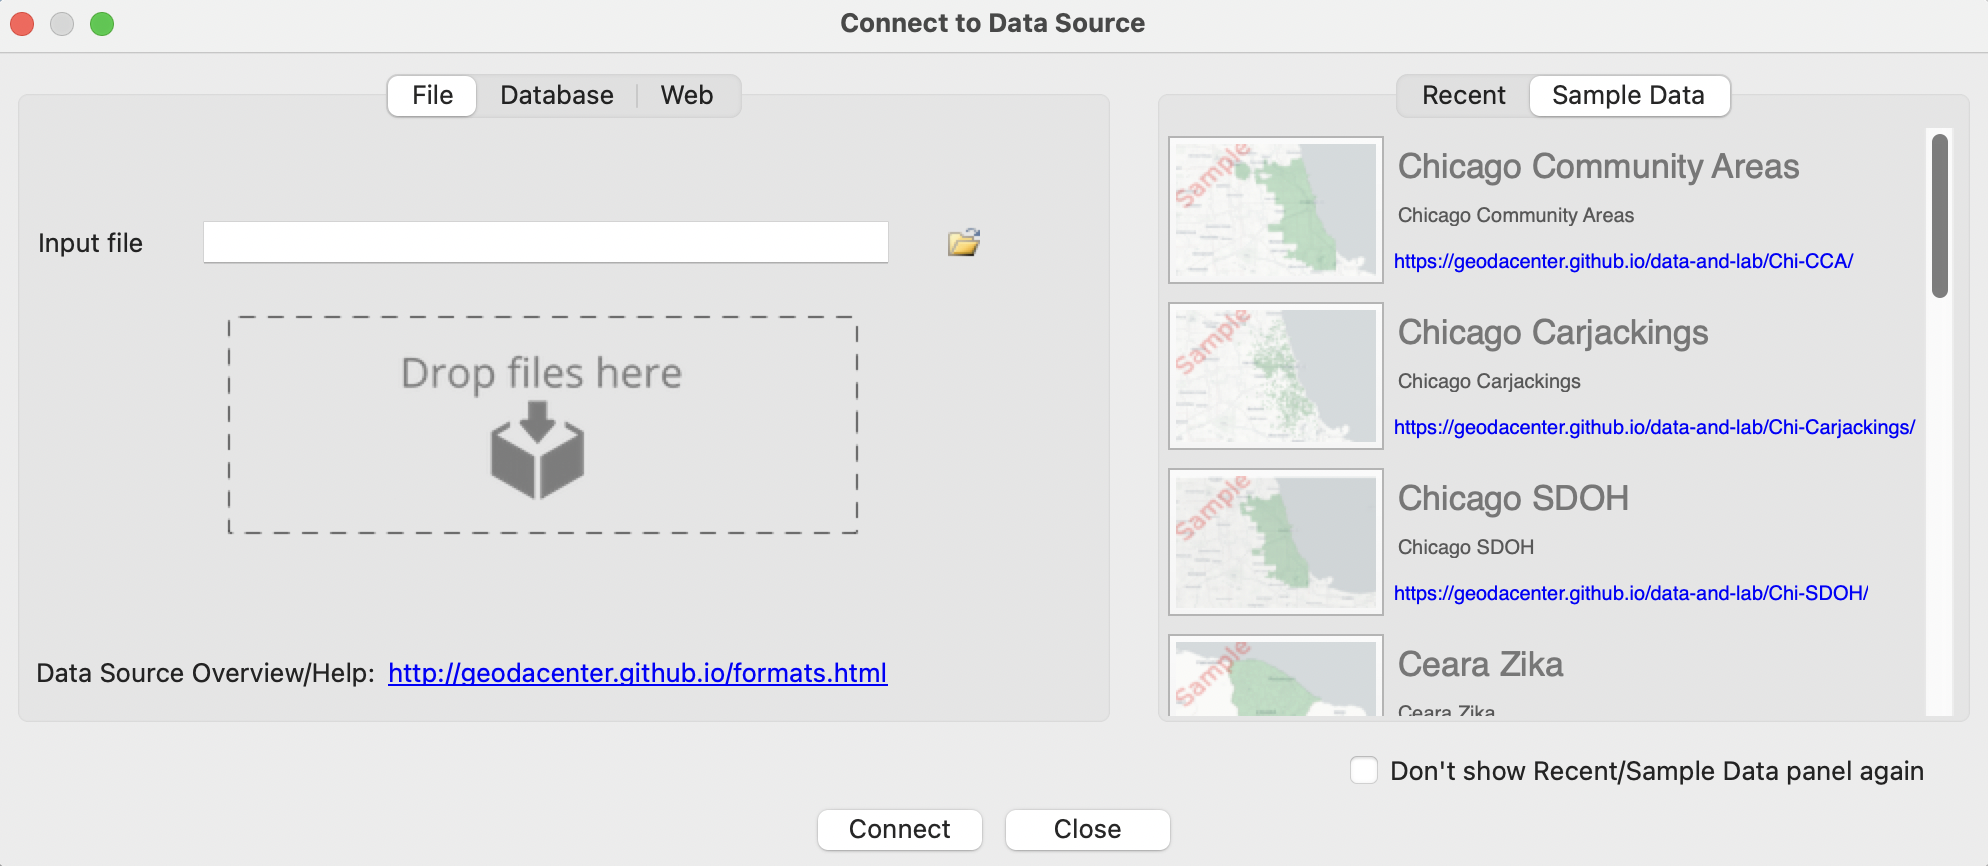 Connect to Data Source
File Database Web
Input file
Drop files here
Data Source Overview/Help: http://geodacenter.github.io/formats.html
Recent Sample Data
Sample
Chicago Community Areas
Chicago Community Areas
https://geodacenter.github.io/data-and-lab/Chi-CCA/
Sample
Chicago Carjackings
Chicago Carjackings
https://geodacenter.github.io/data-and-lab/Chi-Carjackings/
Sample
Chicago SDOH
Chicago SDOH
https://geodacenter.github.io/data-and-lab/Chi-SDOH/
Sample
Ceara Zika
Ceara Zika
Don't show Recent/Sample Data panel again
Connect Close